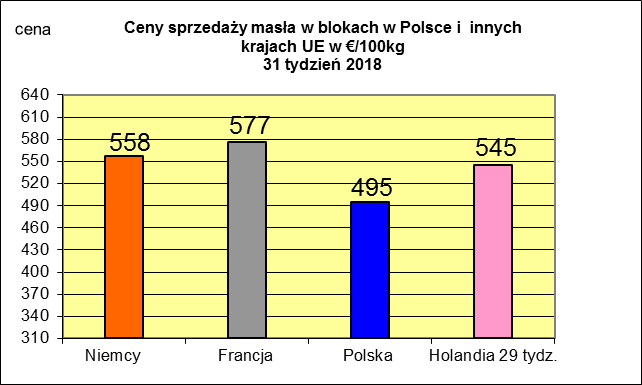 cena
Ceny sprzedaży masła w blokach w Polsce i  innych
krajach UE w €/100kg
31 tydzień 2018
640
610
580
550
520
490
460
430
400
370
340
310
558
577
495
545
Niemcy
Francja
Polska
Holandia 29 tydz.